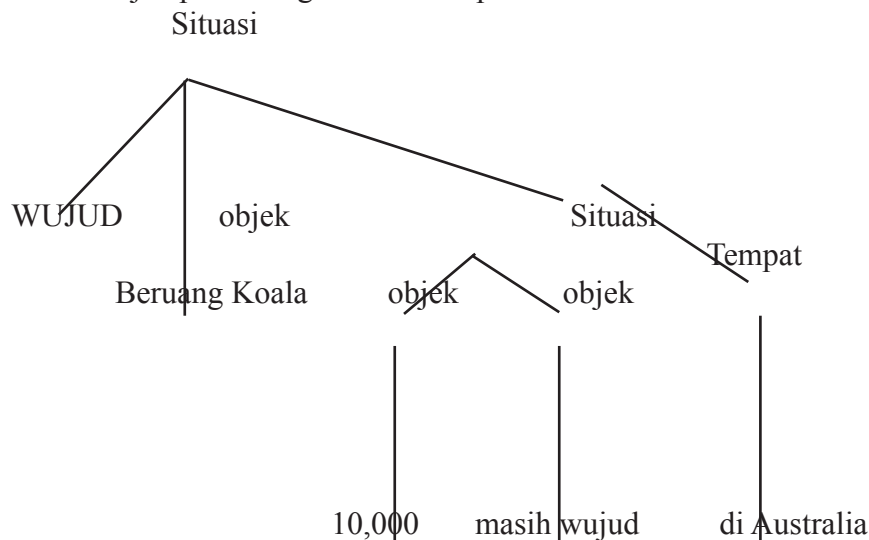 Situasi
WUJUD objek Situasi
Tempat
Beruang Koala objek objek
10,000 masih wujud di Australia